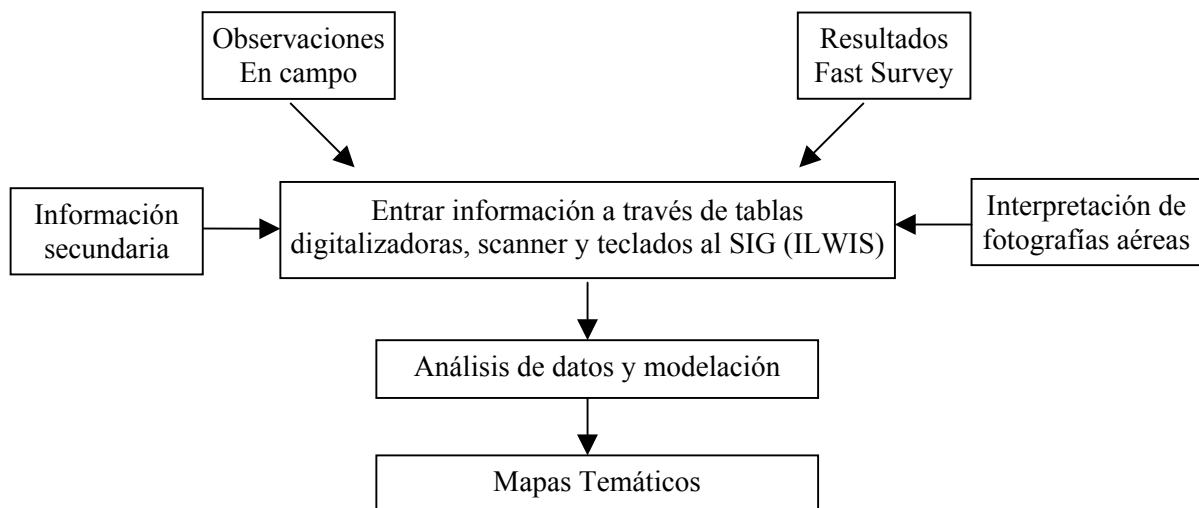 Observaciones
En campo
Resultados
Fast Survey
Información
secundaria
Entrar información a través de tablas
digitalizadoras, scanner y teclados al SIG (ILWIS)
Interpretación de
fotografías aéreas
Análisis de datos y modelación
Mapas Temáticos